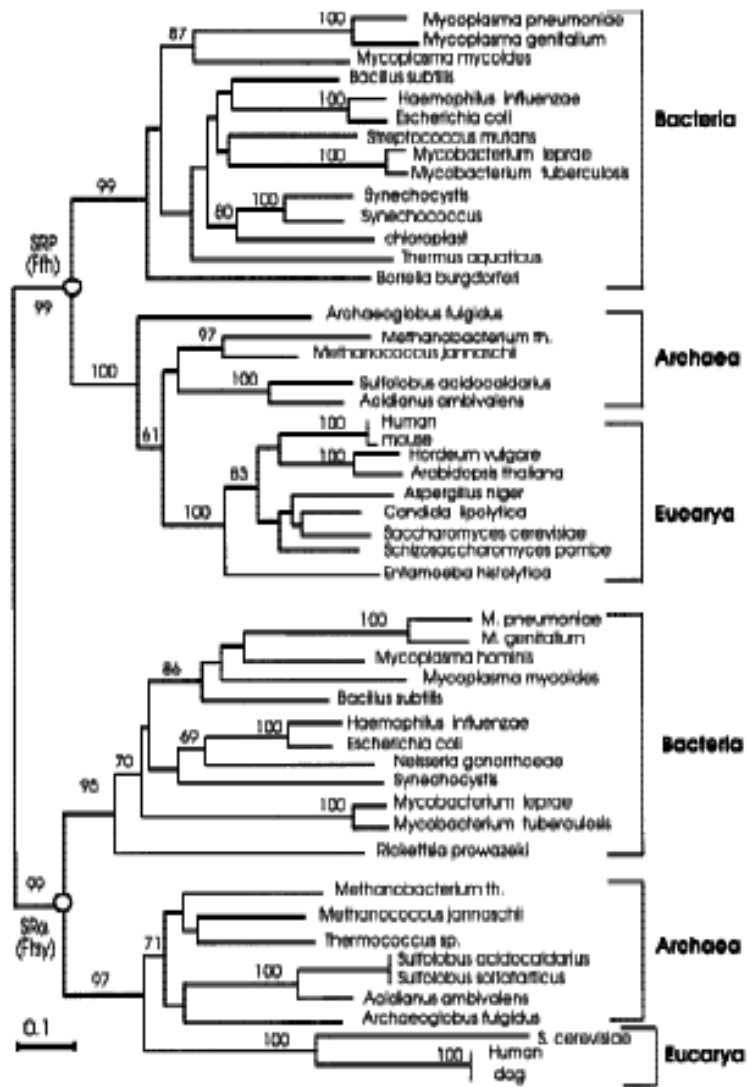 100
Mycoplasma pneumoniae
87
Mycoplasma genitalium
Mycoplasma mycoides
Bacillus subtilis
100
Haemophilus influenzae
Escherichia coli
Bacteria
Streptococcus mutans
100
Mycobacterium leprae
Mycobacterium tuberculosis
99
100
Synechocystis
80
Synechococcus
chloroplast
SRP
(Ffh)
Thermus aquaticus
Borrelia burgdorferi
99
Archaeoglobus fulgidus
97
Methanobacterium th.
Methanococcus jannaschii
Archaea
100
100
Sulfolobus acidocaldarius
Acidianus ambivalens
61
100
Human
mouse
100
Hordeum vulgare
Arabidopsis thaliana
83
Aspergillus niger
100
Candida lipolytica
Eucarya
Saccharomyces cerevisiae
Schizosaccharomyces pombe
Entamoeba histolytica
100
M. pneumoniae
M. genitalium
86
Mycoplasma hominis
Mycoplasma mycoides
Bacillus subtilis
100
Haemophilus influenzae
69
Escherichia coli
Bacteria
70
Neisseria gonorrhoeae
Synechocystis
95
100
Mycobacterium leprae
Mycobacterium tuberculosis
Rickettsia prowazeki
99
SRα
(Ftsy)
Methanobacterium th.
Methanococcus jannaschii
71
Thermococcus sp.
Archaea
Sulfolobus acidocaldarius
100
Sulfolobus solfataricus
97
Acidianus ambivalens
Archaeoglobus fulgidus
0.1
100
S. cerevisiae
Human
Eucarya
dog